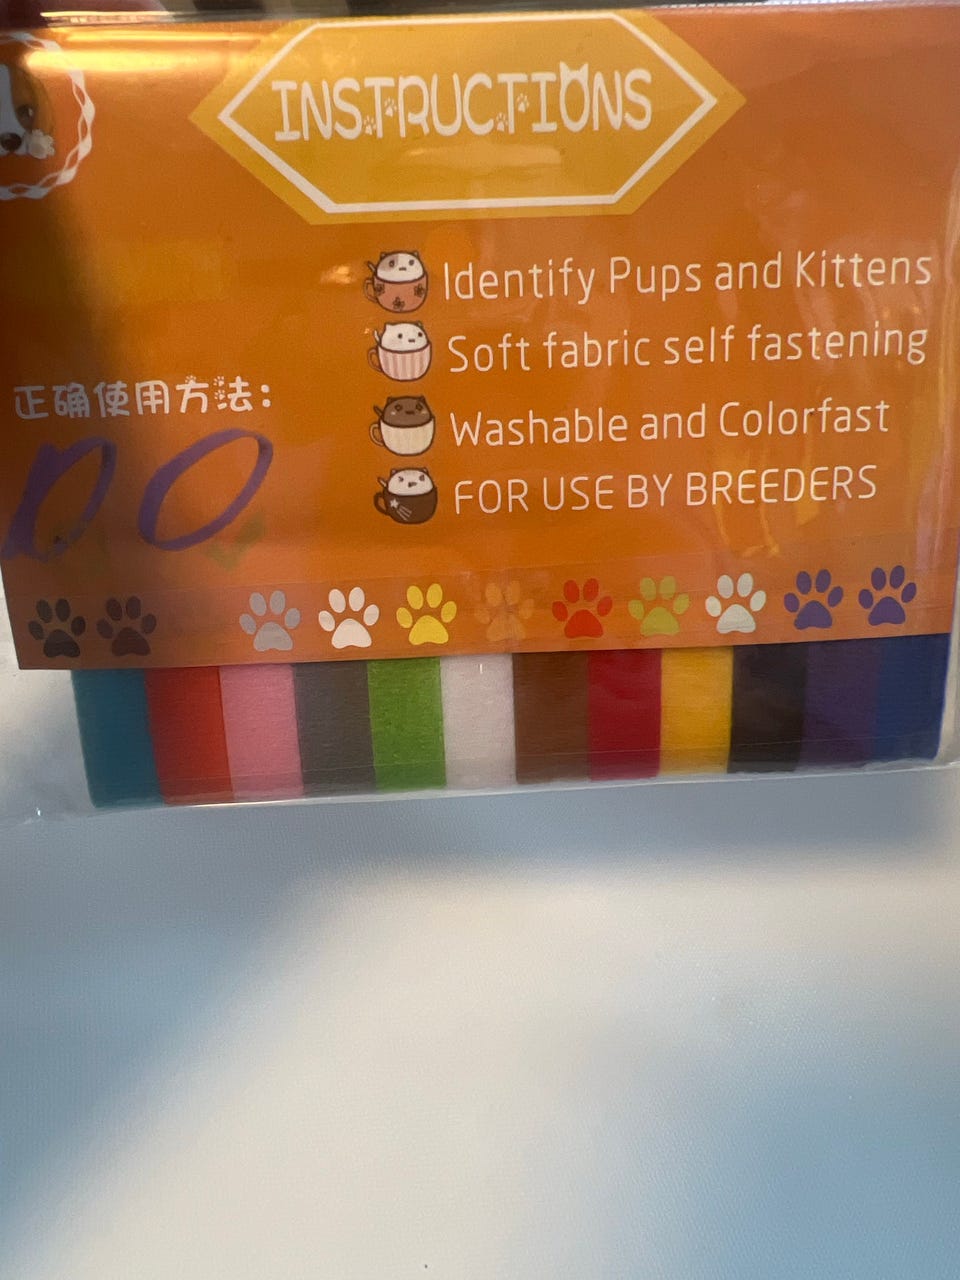 INSTRUCTIONS
Identify Pups and Kittens
Soft fabric self fastening
Washable and Colorfast
FOR USE BY BREEDERS
正确使用方法: